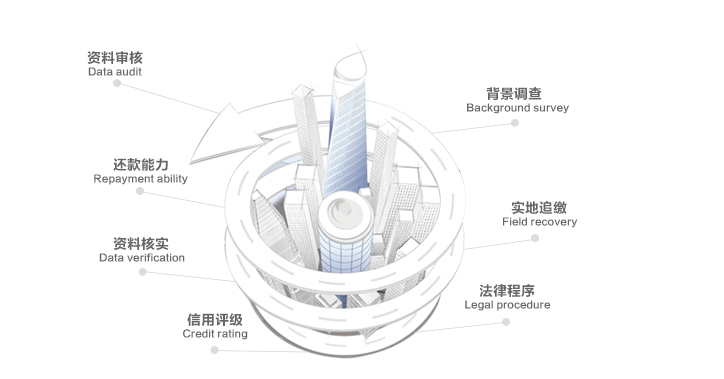 资料审核
Data audit
背景调查
Background survey
还款能力
Repayment ability
实地追缴
Field recovery
资料核实
Data verification
法律程序
Legal procedure
信用评级
Credit rating